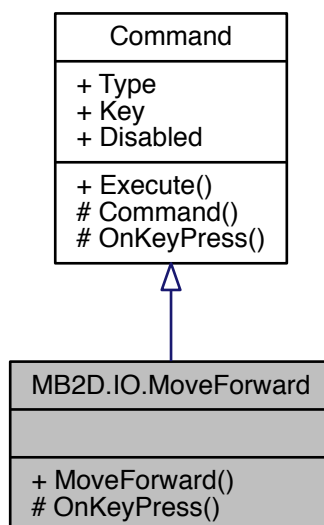 Command
+ Type
+ Key
+ Disabled
+ Execute()
# Command()
# OnKeyPress()
MB2D.IO.MoveForward
+ MoveForward()
# OnKeyPress()